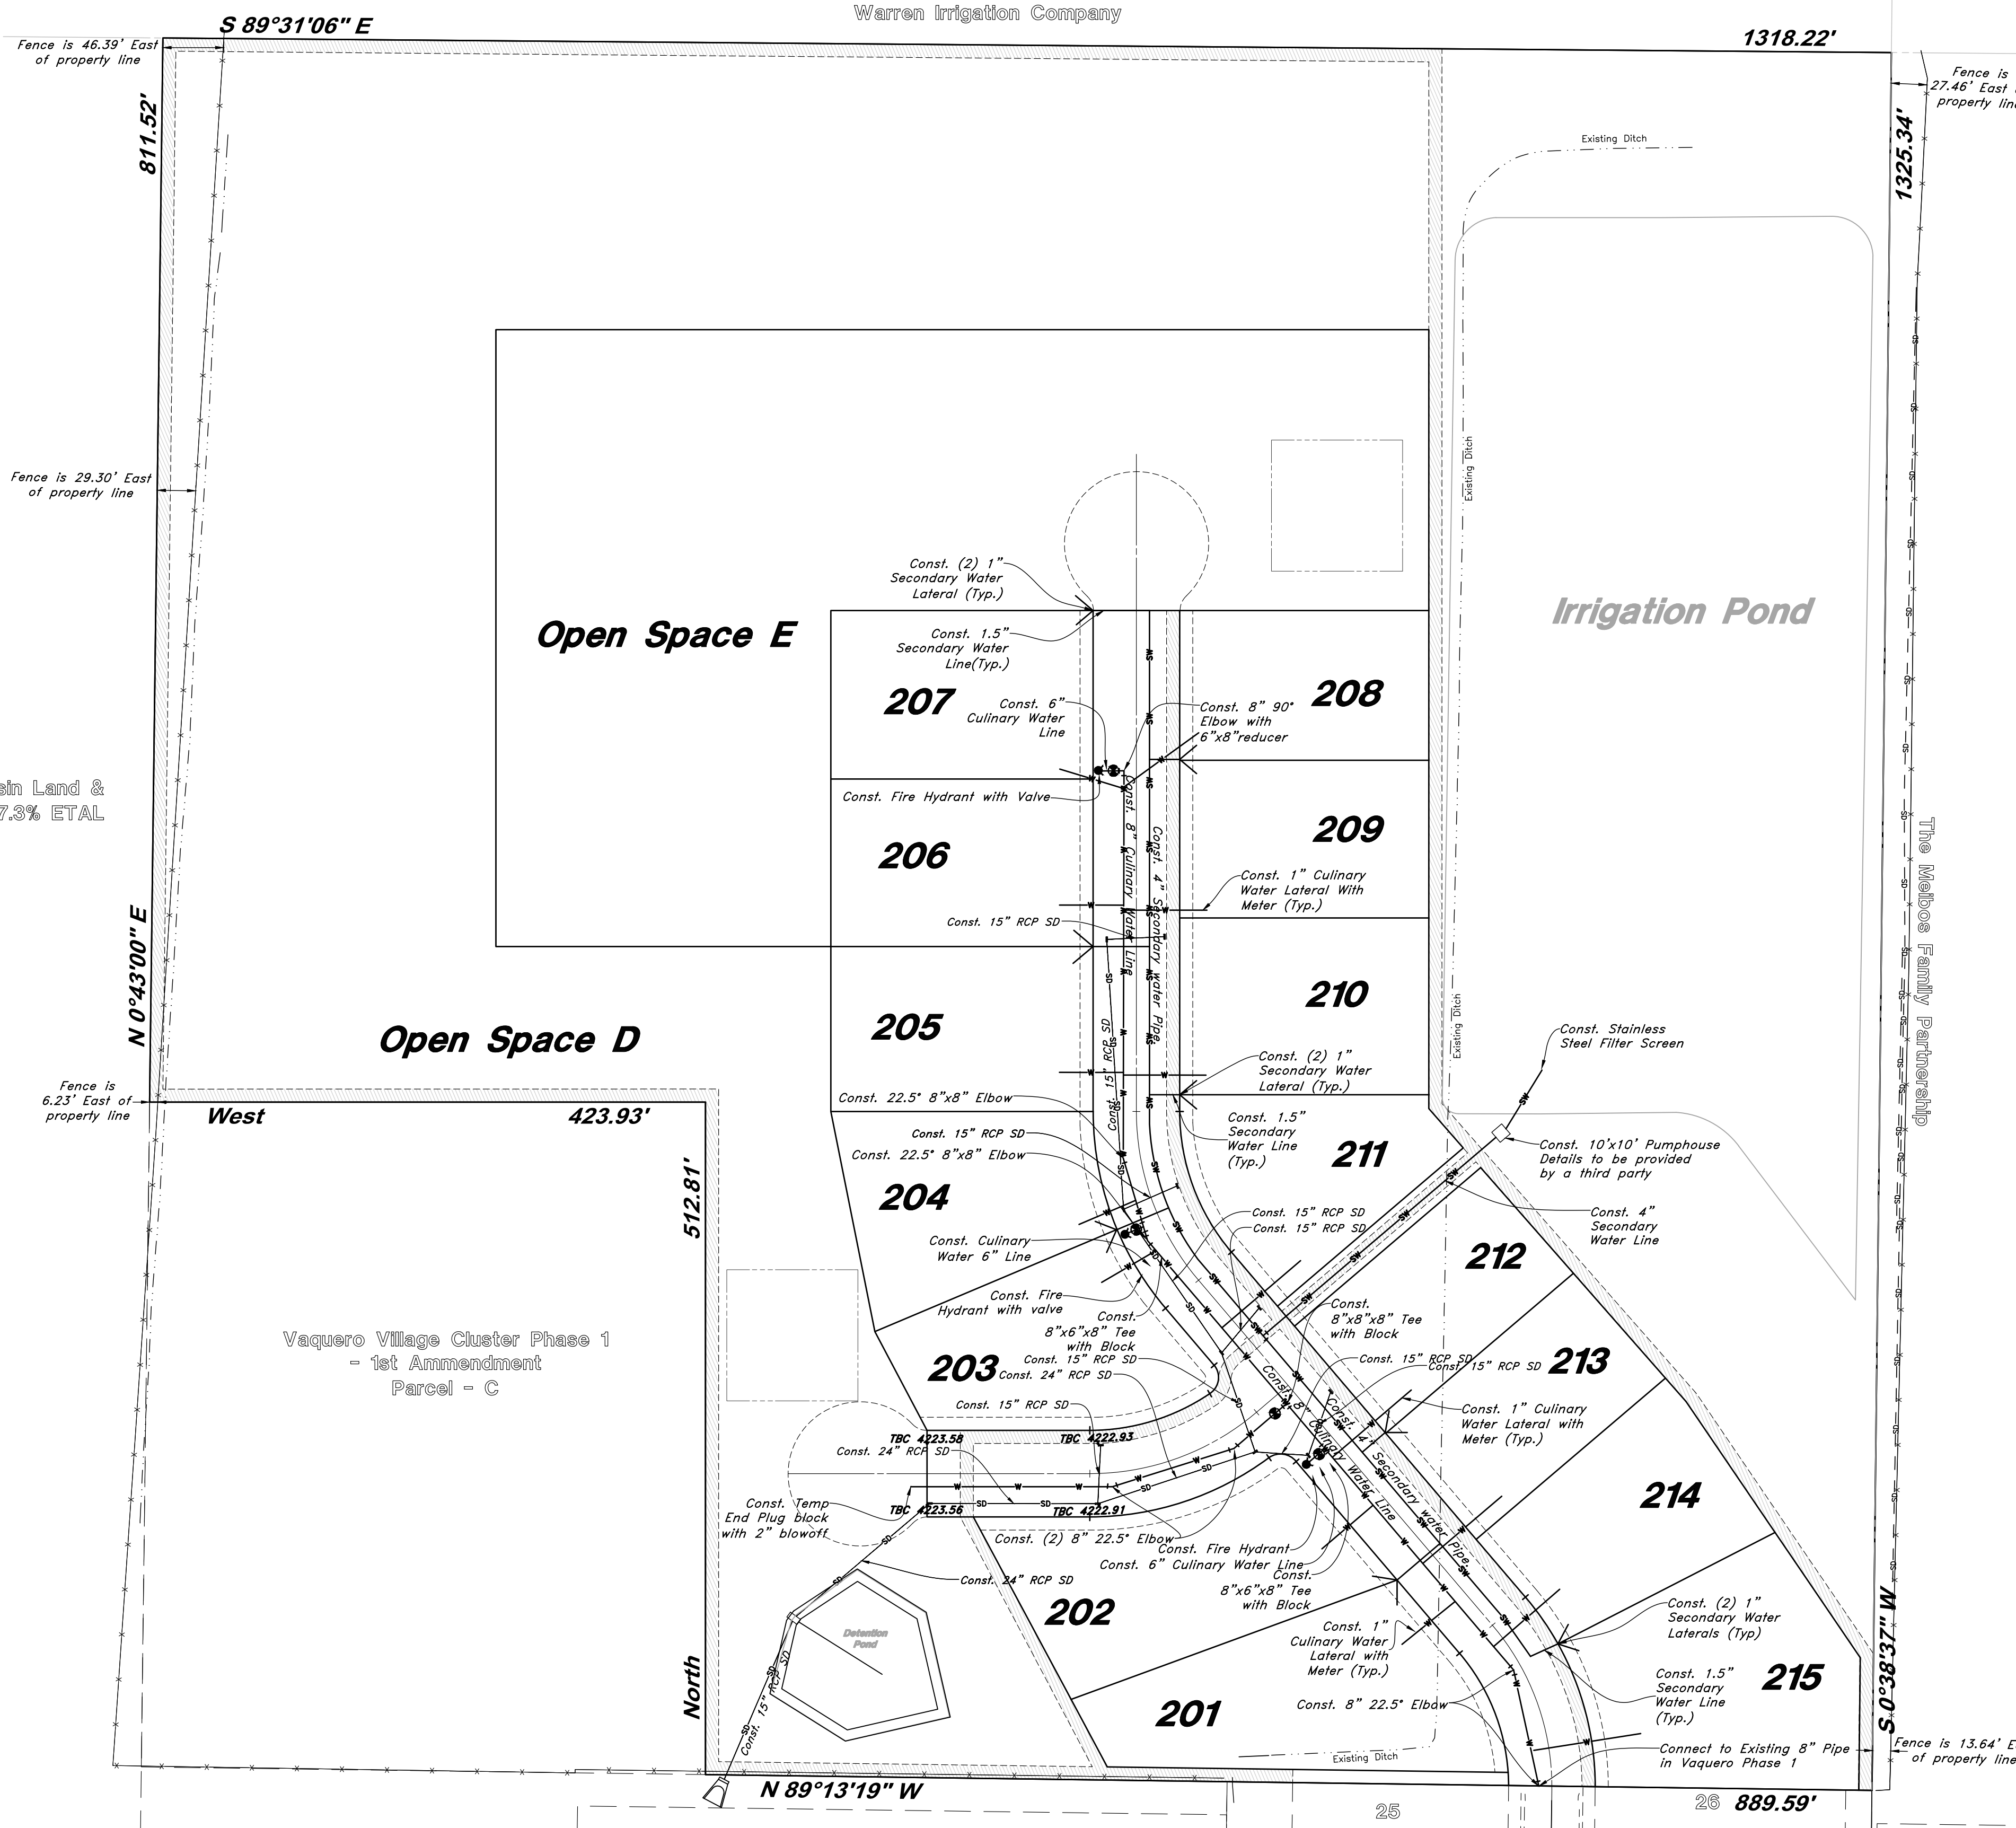 Warren Irrigation Company
S 89°31'06" E
1318.22'
Fence is 46.39' East
of property line
Fence is
27.46' East
property line
811.52'
1325.34'
Existing Ditch
Existing Ditch
Existing Ditch
Existing Ditch
Irrigation Pond
Fence is 29.30' East
of property line
Open Space E
Const. (2) 1"
Secondary Water
Lateral (Typ.)
Const. 1.5"
Secondary Water
Line(Typ.)
207
208
Const. 6"
Culinary Water
Line
Const. 8" 90°
Elbow with
6"x8"reducer
Const. Fire Hydrant with Valve
Const. 8" Culinary Water Line
Const. 4" Secondary water Pipe.
sin Land &
7.3% ETAL
The Meibos Family Partnership
206
209
Const. 1" Culinary
Water Lateral With
Meter (Typ.)
Const. 15" RCP SD
N 0°43'00" E
210
205
Open Space D
Const. 15" RCP SD
Const. Stainless
Steel Filter Screen
Const. (2) 1"
Secondary Water
Lateral (Typ.)
Fence is
6.23' East of
property line
West
423.93'
Const. 22.5° 8"x8" Elbow
Const. 15" RCP SD
Const. 22.5° 8"x8" Elbow
Const. 1.5"
Secondary
Water Line
(Typ.)
211
Const. 10'x10' Pumphouse
Details to be provided
by a third party
512.81'
204
Const. 15" RCP SD
Const. 15" RCP SD
Const. 4"
Secondary
Water Line
Const. Culinary
Water 6" Line
212
Const. Fire
Hydrant with valve
Const.
8"x6"x8" Tee
with Block
Const.
8"x8"x8" Tee
with Block
Vaquero Village Cluster Phase 1
- 1st Ammendment
Parcel - C
203
Const. 15" RCP SD
Const. 24" RCP SD
Const. 15" RCP SD
Const. 15" RCP SD
Const. 15" RCP SD
213
Const. 1" Culinary
Water Lateral with
Meter (Typ.)
TBC 4223.58
TBC 4222.93
Const. 24" RCP SD
Const. 8" Culinary Water Line
Const. 4" Secondary water Pipe.
214
Const. Temp
End Plug block
with 2" blowoff
TBC 4223.56
TBC 4222.91
Const. (2) 8" 22.5° Elbow
Const. Fire Hydrant
Const. 6" Culinary Water Line
Const.
8"x6"x8" Tee
with Block
Const. 24" RCP SD
202
Detention
Pond
Const. 15" RCP SD
Const. 1"
Culinary Water
Lateral with
Meter (Typ.)
Const. (2) 1"
Secondary Water
Laterals (Typ)
S 0°38'37" W
North
201
Const. 8" 22.5° Elbow
Const. 1.5"
Secondary
Water Line
(Typ.)
215
Existing Ditch
Connect to Existing 8" Pipe
in Vaquero Phase 1
Fence is 13.64' E
of property line
N 89°13'19" W
25
26
889.59'